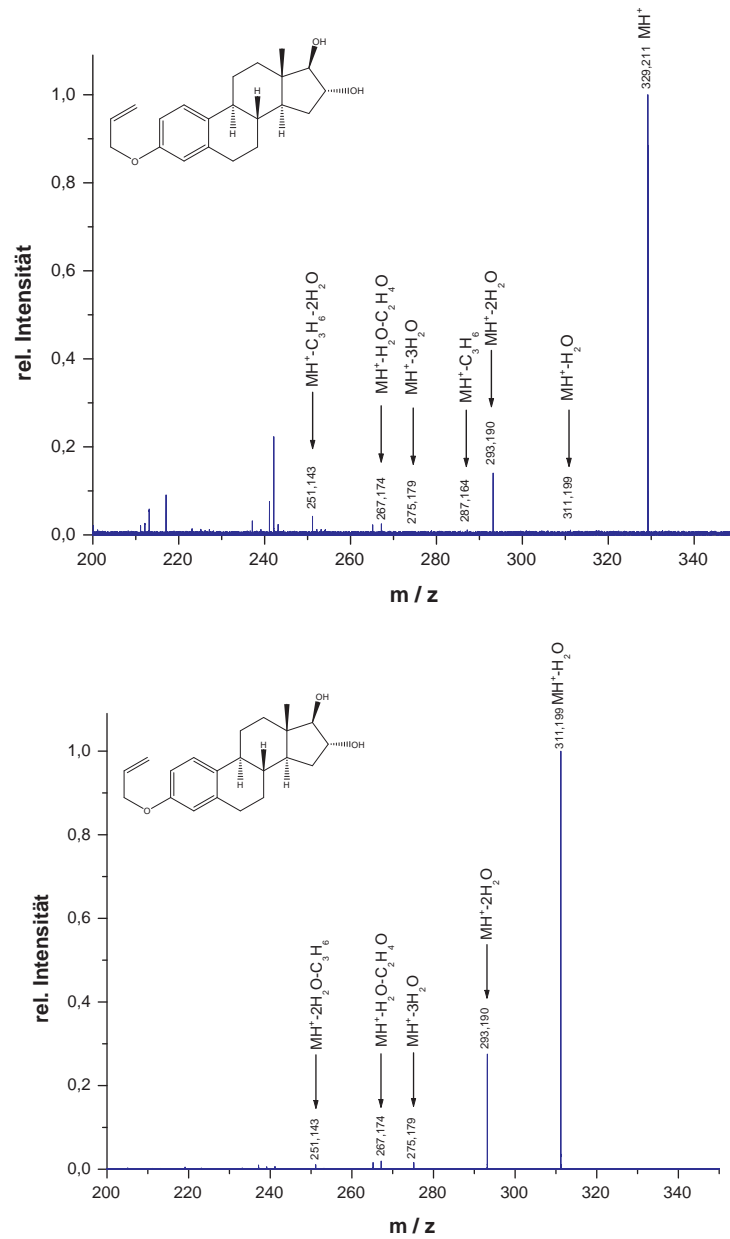 OH
OH
H
H
H
O
rel. Intensität
1,0
0,8
0,6
0,4
0,2
0,0
251,143 MH⁺-C₃H₆-2H₂O
267,174 MH⁺-H₂O-C₂H₄O
275,179 MH⁺-3H₂O
287,164 MH⁺-C₃H₆
293,190 MH⁺-2H₂O
311,199 MH⁺-H₂O
329,211 MH⁺
200 220 240 260 280 300 320 340
m / z
OH
OH
H
H
H
O
rel. Intensität
1,0
0,8
0,6
0,4
0,2
0,0
251,143 MH⁺-2H₂O-C₃H₆
267,174 MH⁺-H₂O-C₂H₄O
275,179 MH⁺-3H₂O
293,190 MH⁺-2H₂O
311,199 MH⁺-H₂O
200 220 240 260 280 300 320 340
m / z